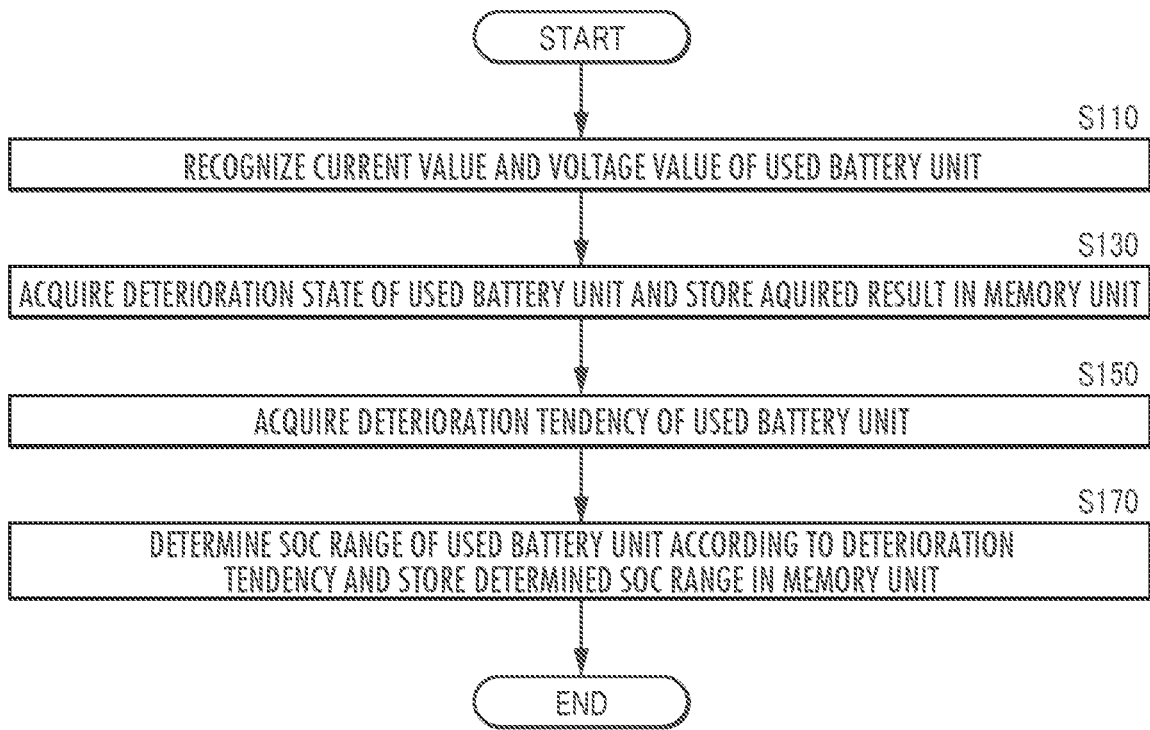 START
S110
RECOGNIZE CURRENT VALUE AND VOLTAGE VALUE OF USED BATTERY UNIT
S130
ACQUIRE DETERIORATION STATE OF USED BATTERY UNIT AND STORE AQUIRED RESULT IN MEMORY UNIT
S150
ACQUIRE DETERIORATION TENDENCY OF USED BATTERY UNIT
S170
DETERMINE SOC RANGE OF USED BATTERY UNIT ACCORDING TO DETERIORATION
TENDENCY AND STORE DETERMINED SOC RANGE IN MEMORY UNIT
END